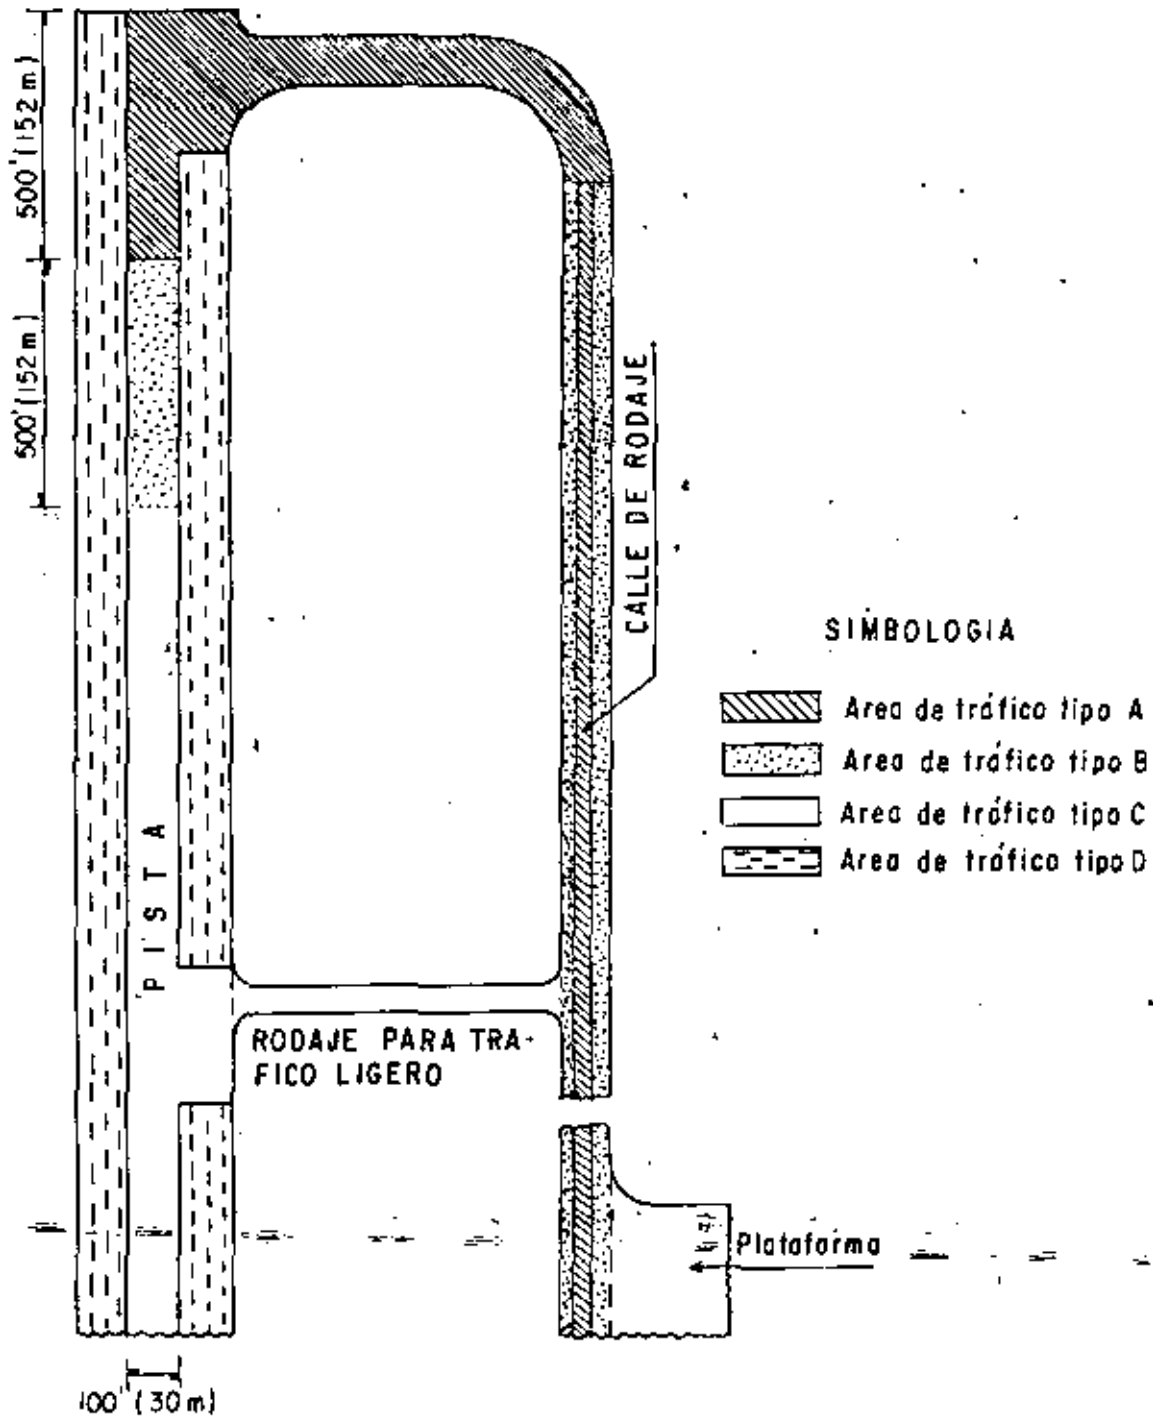 500' (152 m)
500' (152 m)
PISTA
CALLE DE RODAJE
RODAJE PARA TRA-
FICO LIGERO
SIMBOLOGIA
Area de tráfico tipo A
Area de tráfico tipo B
Area de tráfico tipo C
Area de tráfico tipo D
Plataforma
100' (30 m)